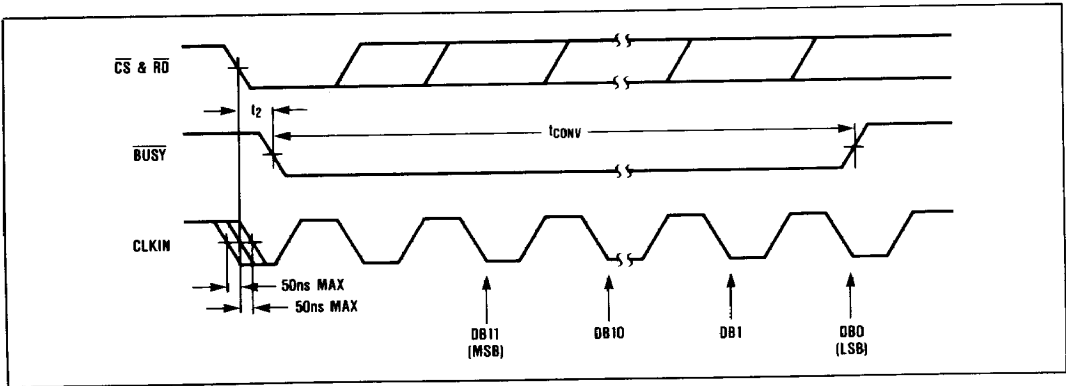 CS & RD
t2
tCONV
BUSY
CLKIN
50ns MAX
50ns MAX
DB11
(MSB)
DB10
DB1
DB0
(LSB)